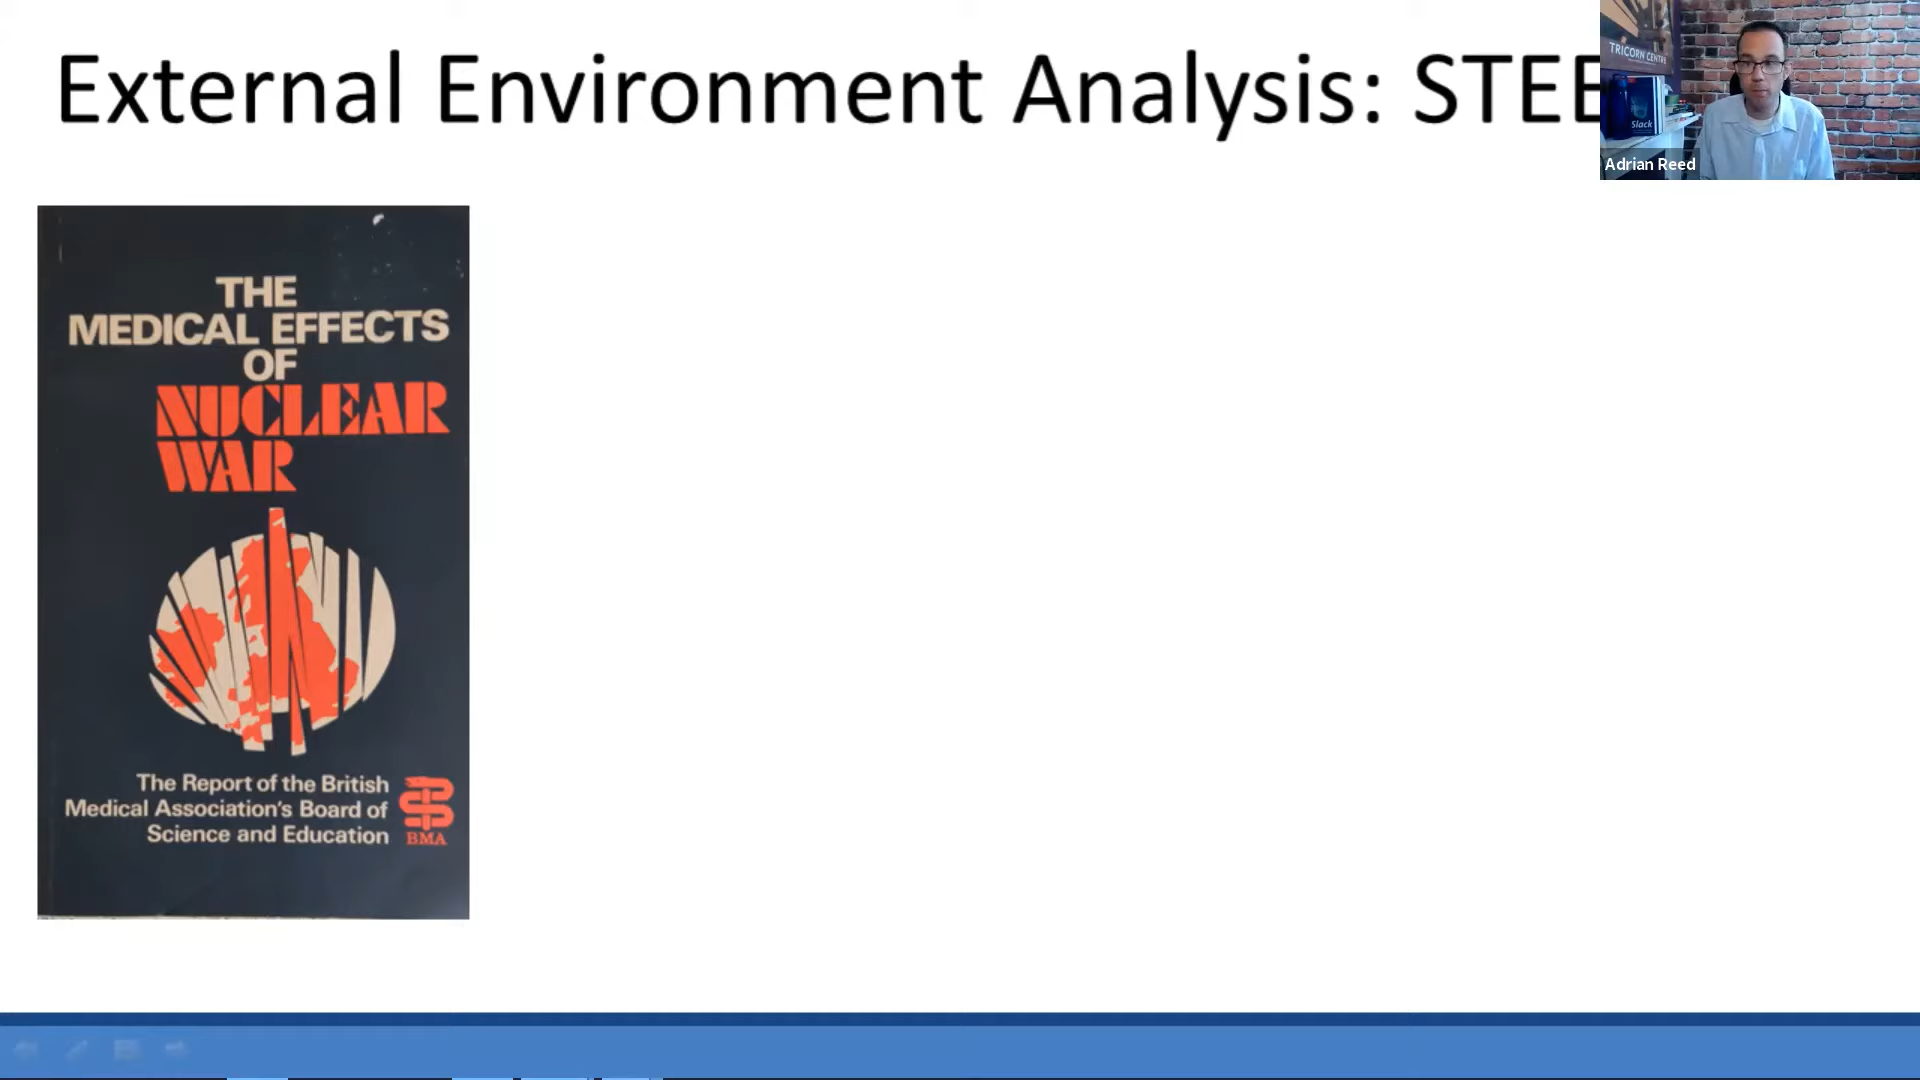 External Environment Analysis: STEE
TRICORN CENTRE
Slack
Adrian Reed
THE
MEDICAL EFFECTS
OF
NUCLEAR
WAR
The Report of the British
Medical Association's Board of
Science and Education
BMA